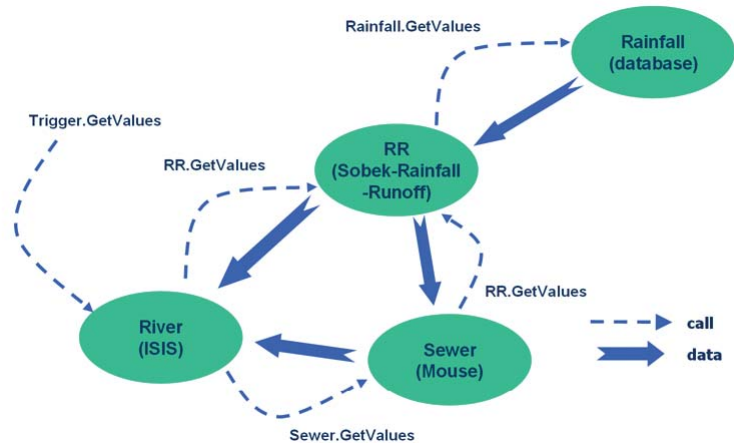 Rainfall.GetValues
Rainfall
(database)
Trigger.GetValues
RR.GetValues
RR
(Sobek-Rainfall
-Runoff)
RR.GetValues
River
(ISIS)
Sewer
(Mouse)
Sewer.GetValues
call
data